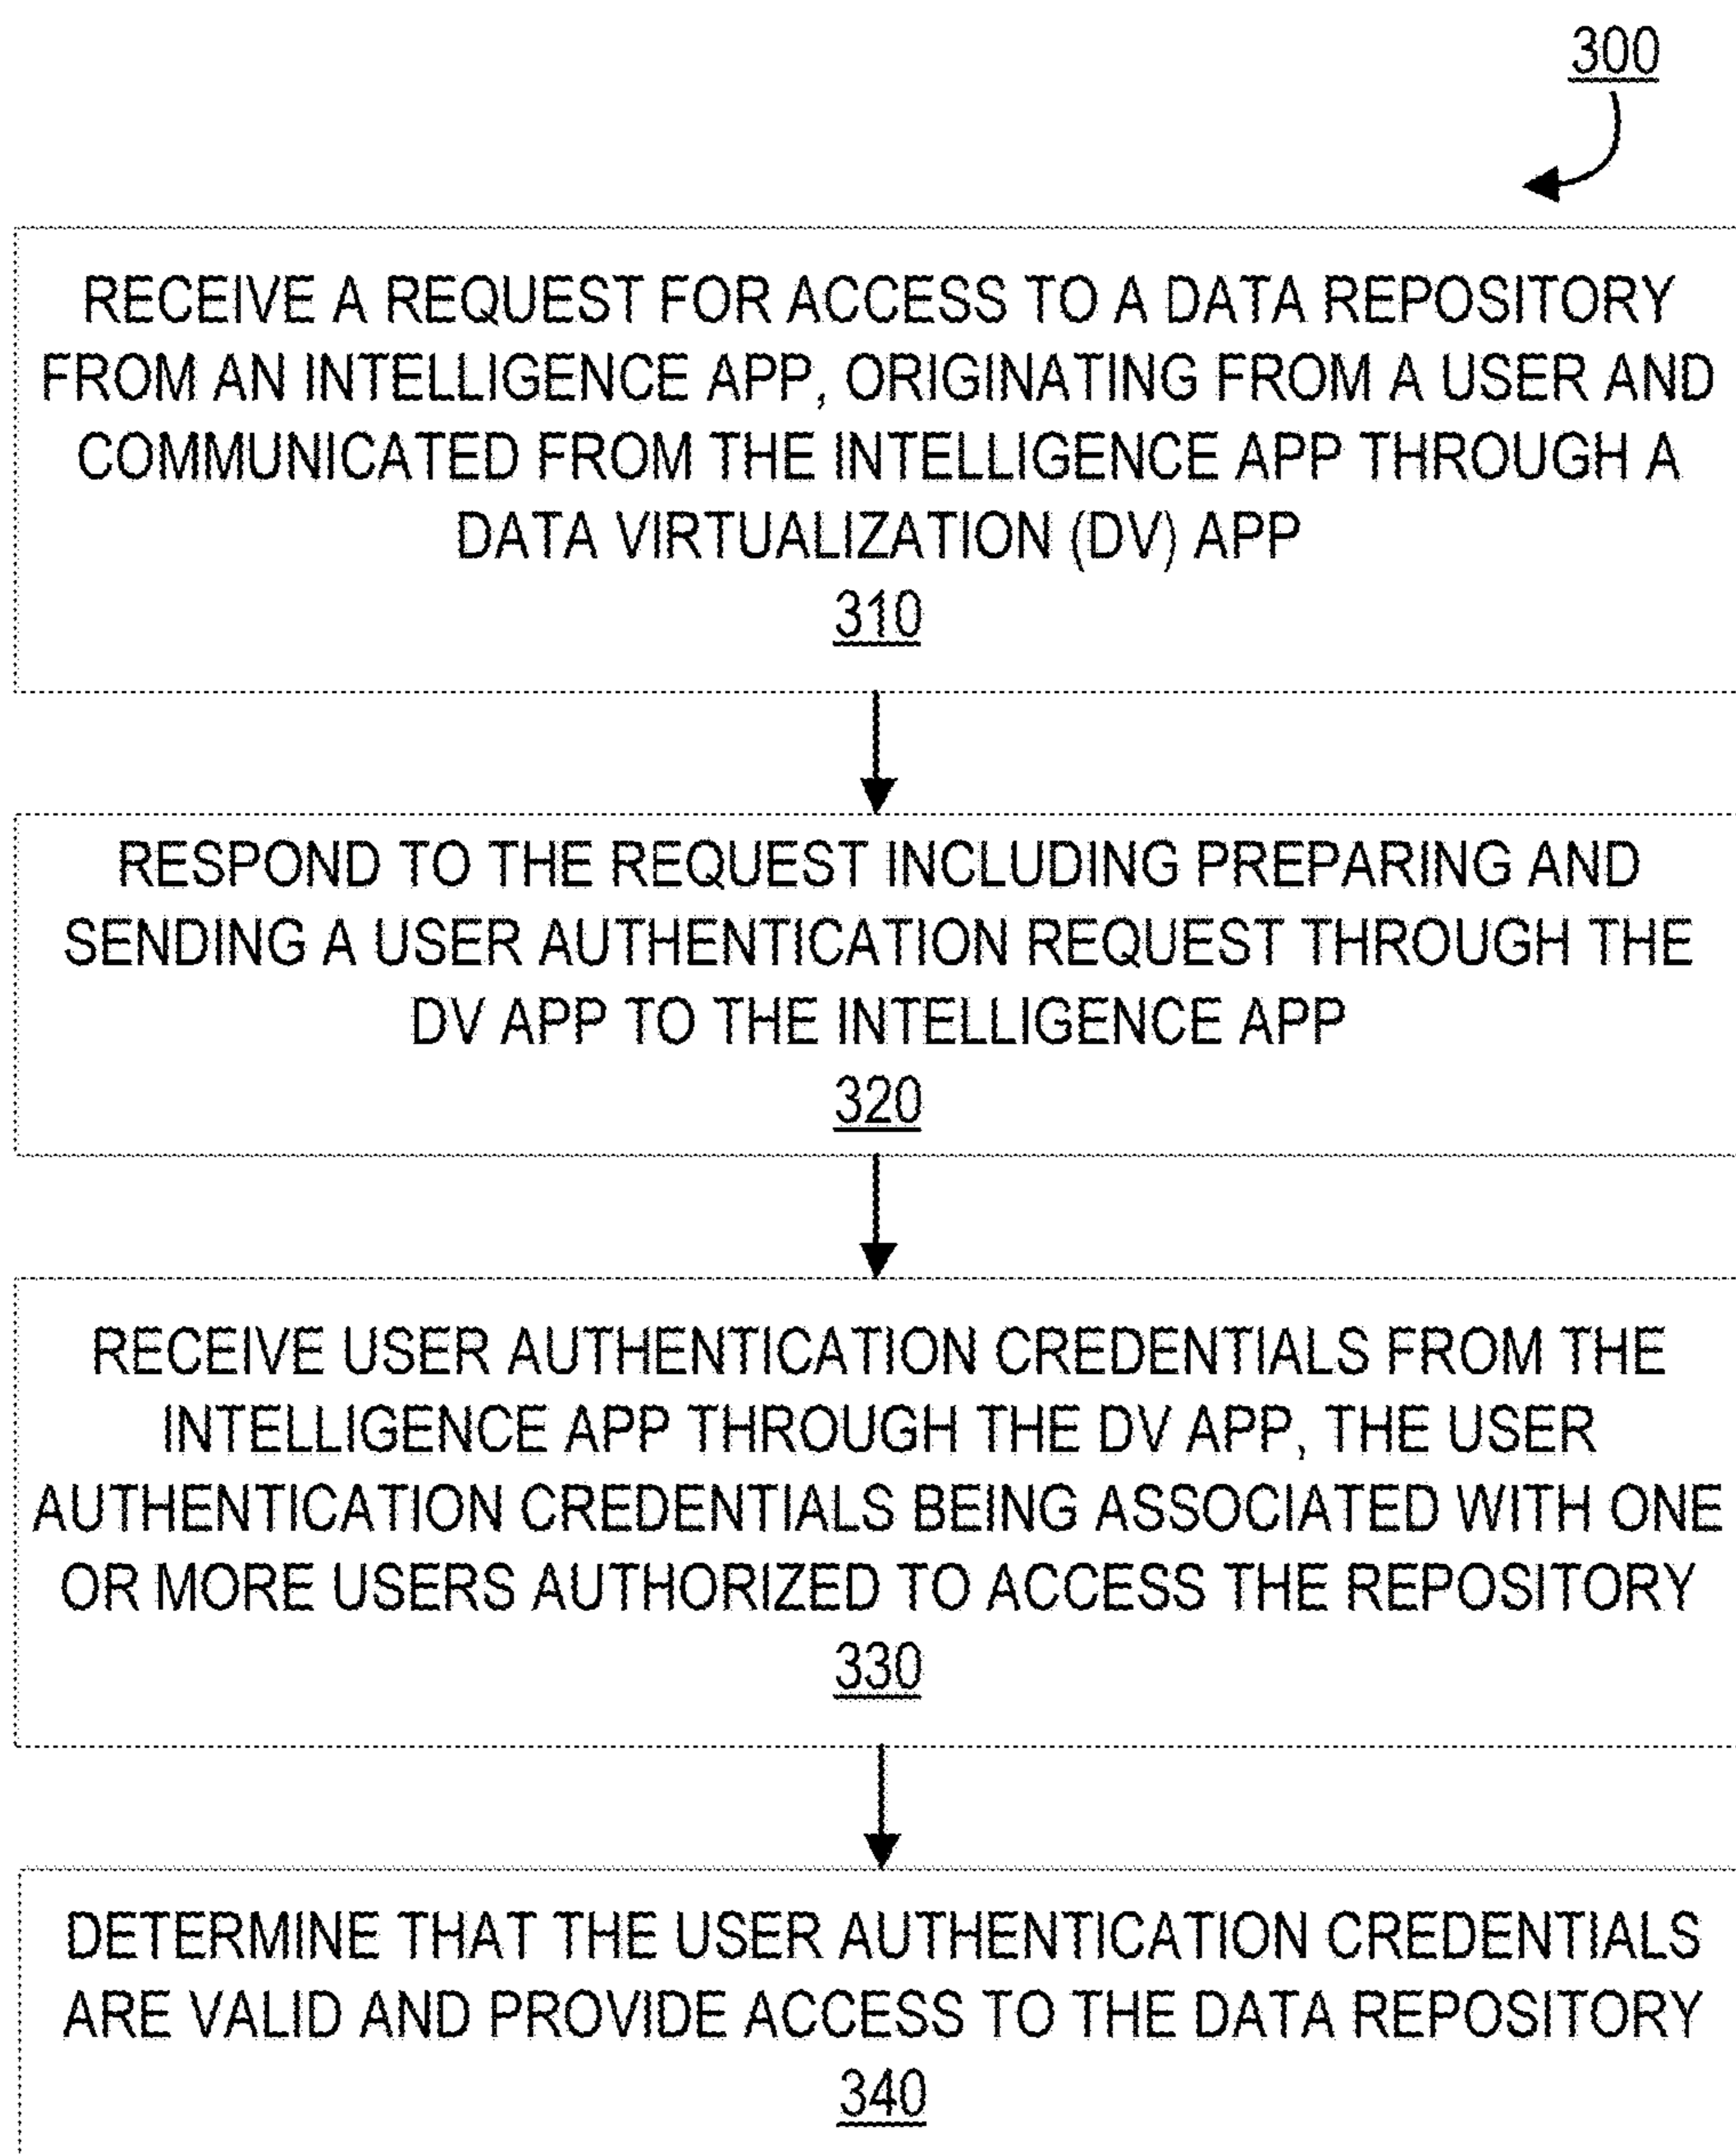 300
RECEIVE A REQUEST FOR ACCESS TO A DATA REPOSITORY
FROM AN INTELLIGENCE APP, ORIGINATING FROM A USER AND
COMMUNICATED FROM THE INTELLIGENCE APP THROUGH A
DATA VIRTUALIZATION (DV) APP
310
RESPOND TO THE REQUEST INCLUDING PREPARING AND
SENDING A USER AUTHENTICATION REQUEST THROUGH THE
DV APP TO THE INTELLIGENCE APP
320
RECEIVE USER AUTHENTICATION CREDENTIALS FROM THE
INTELLIGENCE APP THROUGH THE DV APP, THE USER
AUTHENTICATION CREDENTIALS BEING ASSOCIATED WITH ONE
OR MORE USERS AUTHORIZED TO ACCESS THE REPOSITORY
330
DETERMINE THAT THE USER AUTHENTICATION CREDENTIALS
ARE VALID AND PROVIDE ACCESS TO THE DATA REPOSITORY
340